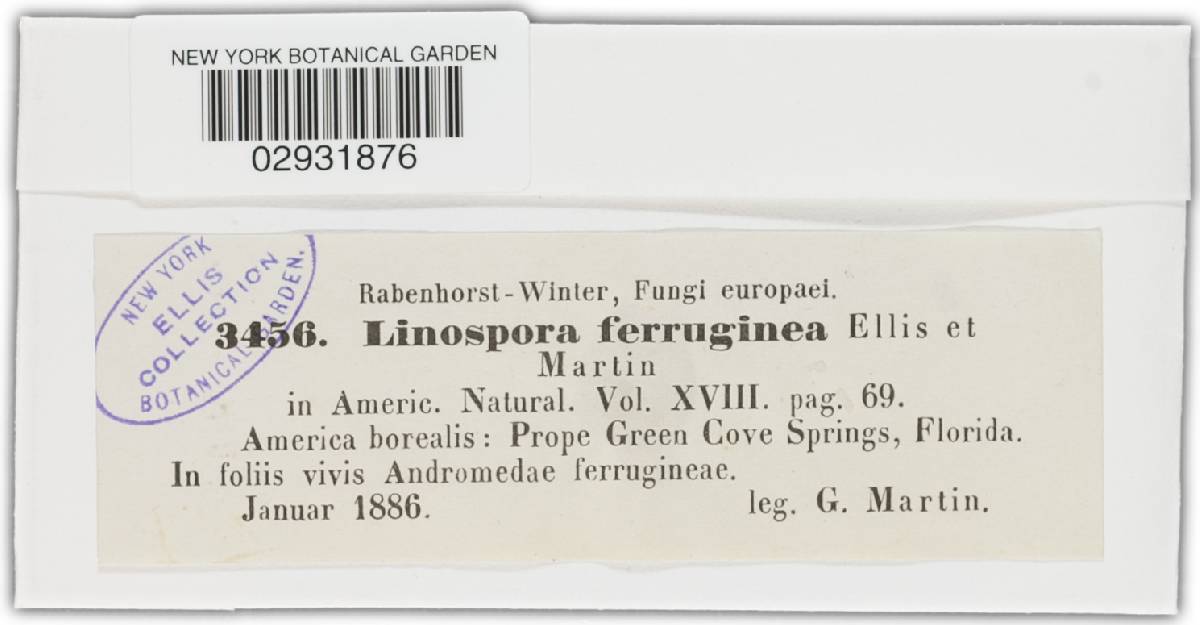 NEW YORK BOTANICAL GARDEN
02931876
NEW YORK
ELLIS
COLLECTION
BOTANICAL GARDEN.
Rabenhorst-Winter, Fungi europaei.
3456. Linospora ferruginea Ellis et
Martin
in Americ. Natural. Vol. XVIII. pag. 69.
America borealis: Prope Green Cove Springs, Florida.
In foliis vivis Andromedae ferrugineae.
Januar 1886. leg. G. Martin.